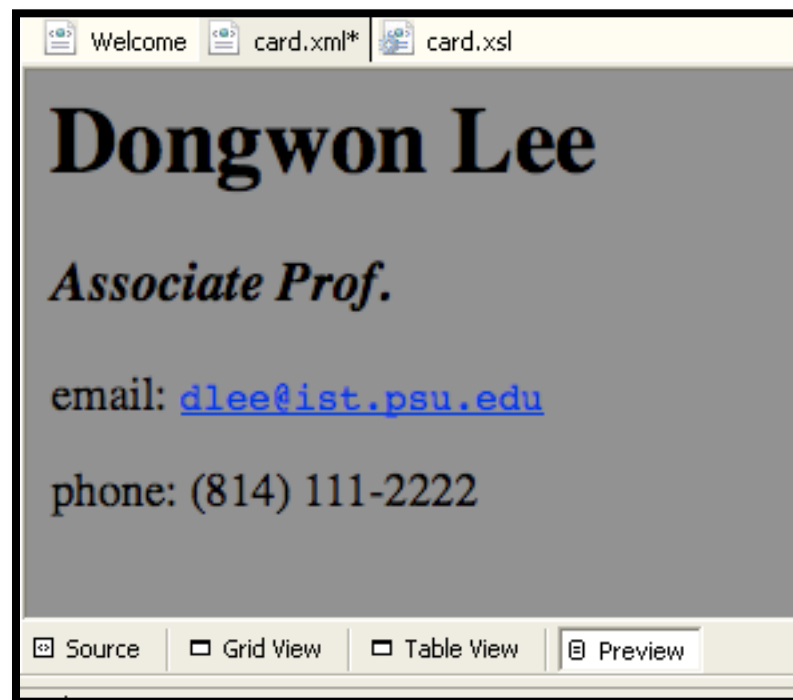 Welcome card.xml* card.xsl
Dongwon Lee
Associate Prof.
email: dlee@ist.psu.edu
phone: (814) 111-2222
Source Grid View Table View Preview